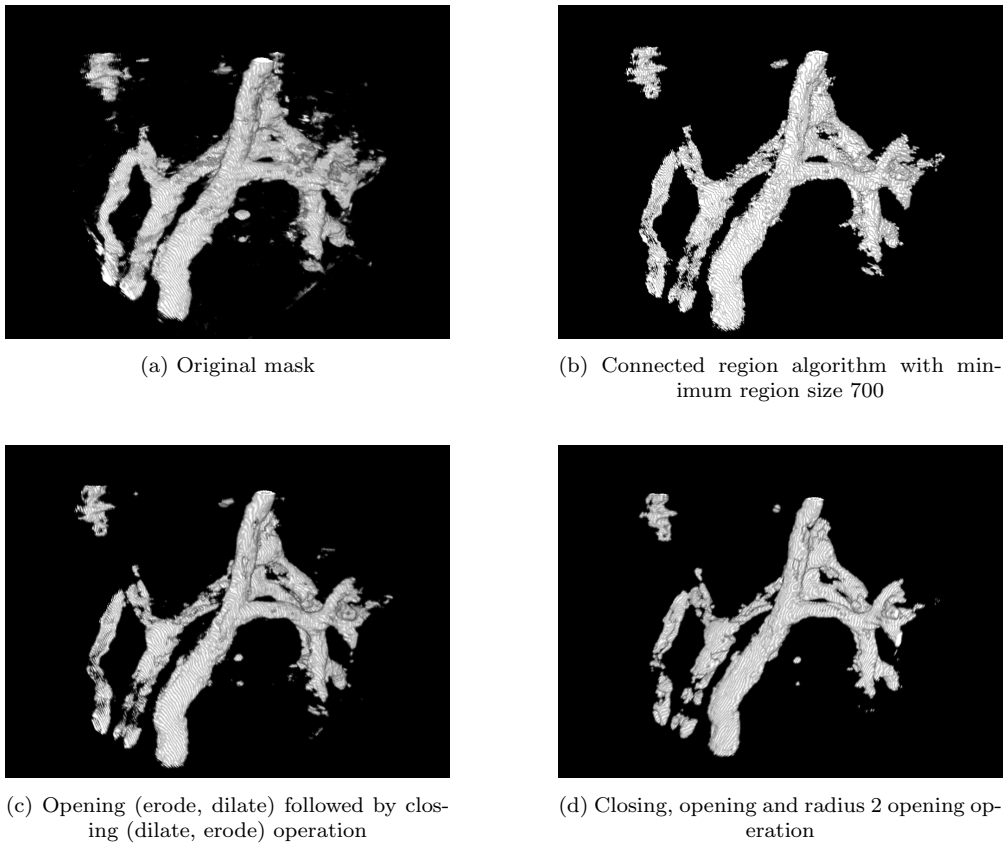 (a) Original mask
(b) Connected region algorithm with min-
imum region size 700
(c) Opening (erode, dilate) followed by clos-
ing (dilate, erode) operation
(d) Closing, opening and radius 2 opening op-
eration